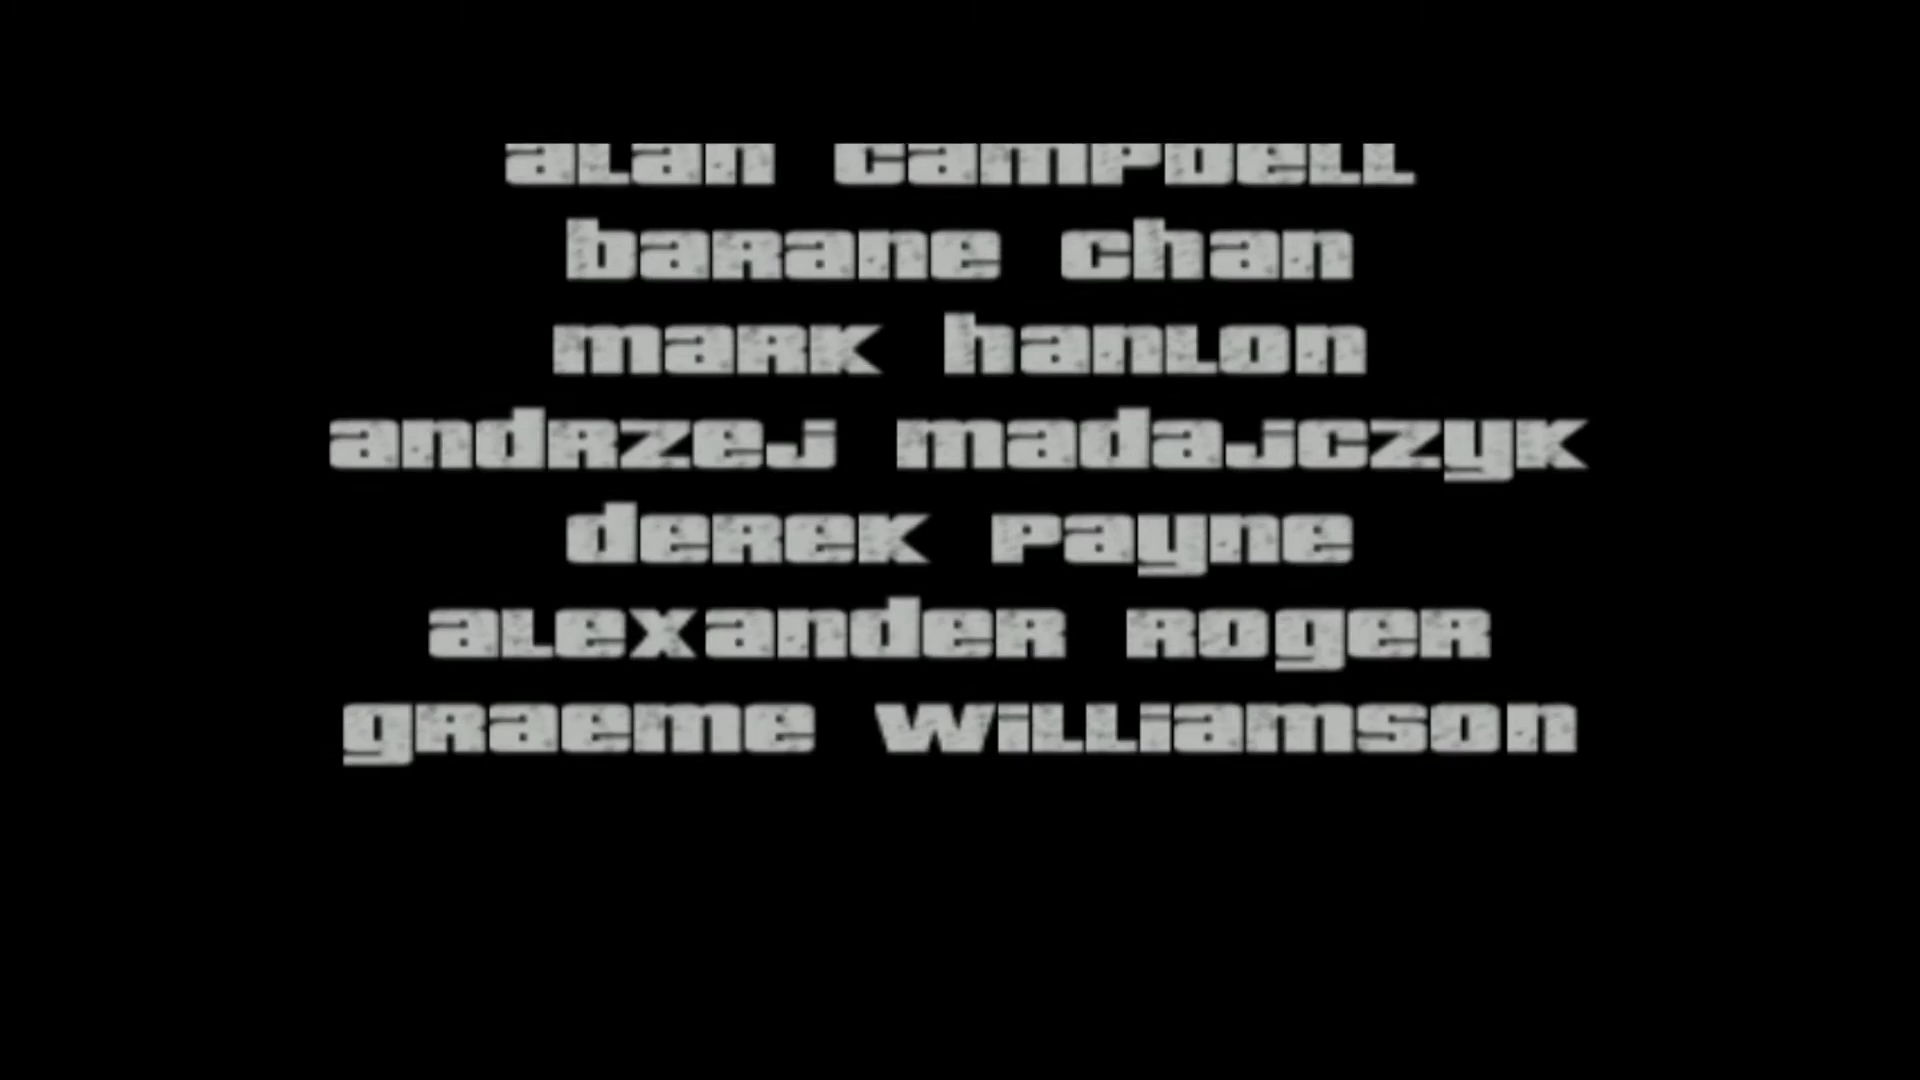 alan campbell
barane chan
mark hanlon
andrzej madajczyk
derek payne
alexander roger
graeme williamson